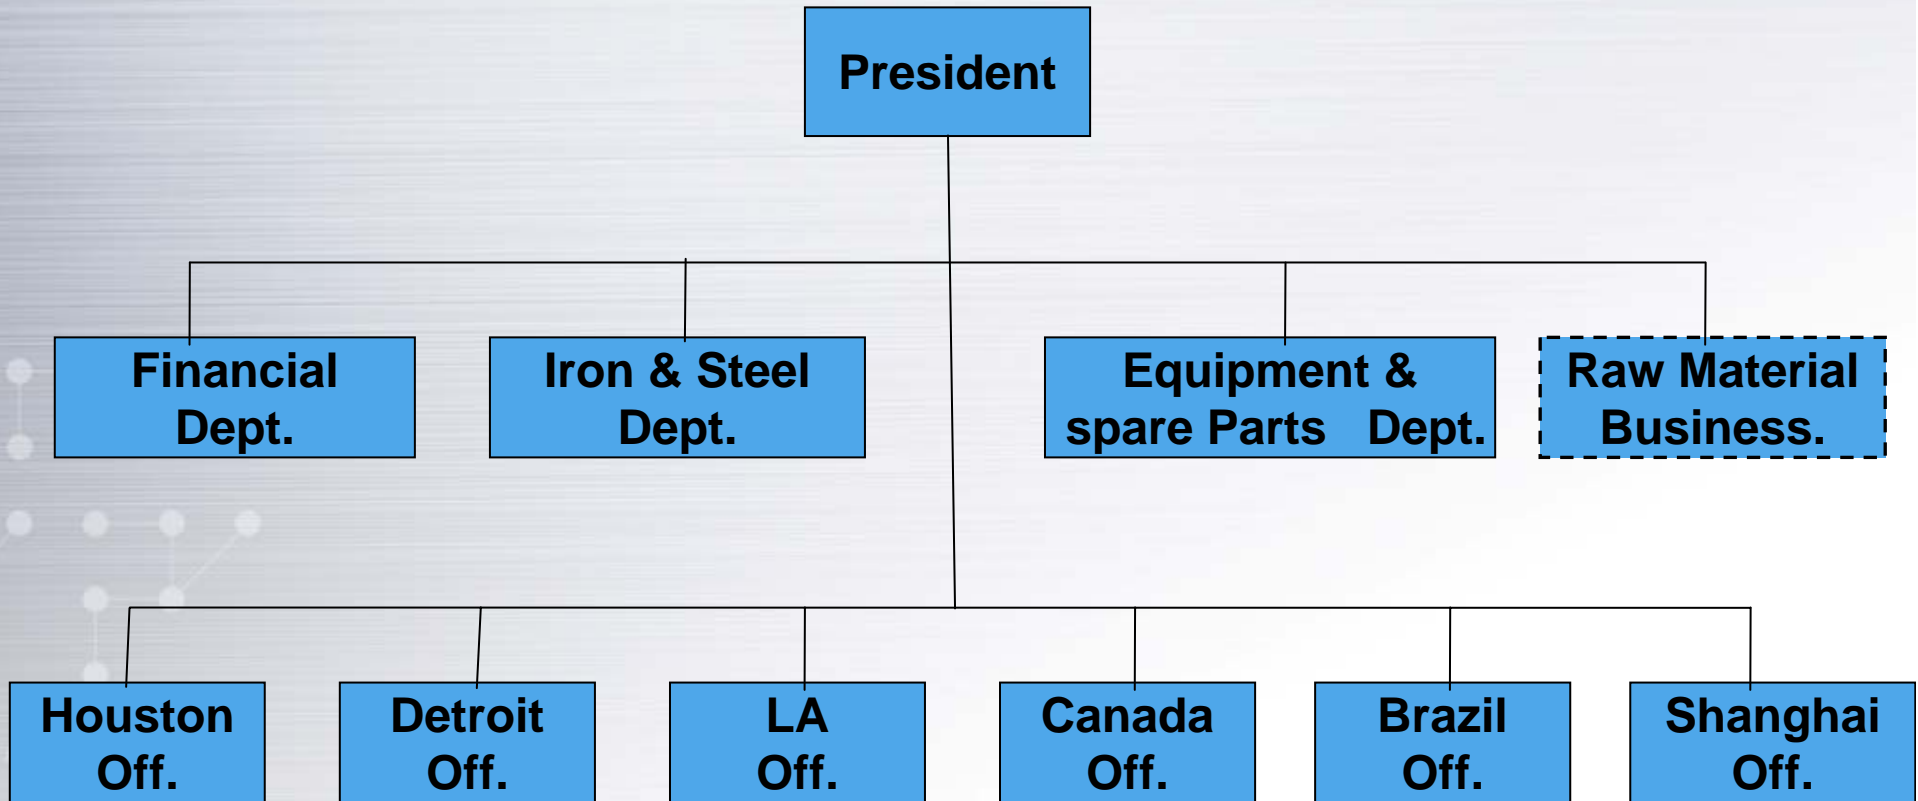 President
Financial
Dept.
Iron & Steel
Dept.
Equipment &
spare Parts Dept.
Raw Material
Business.
Houston
Off.
Detroit
Off.
LA
Off.
Canada
Off.
Brazil
Off.
Shanghai
Off.